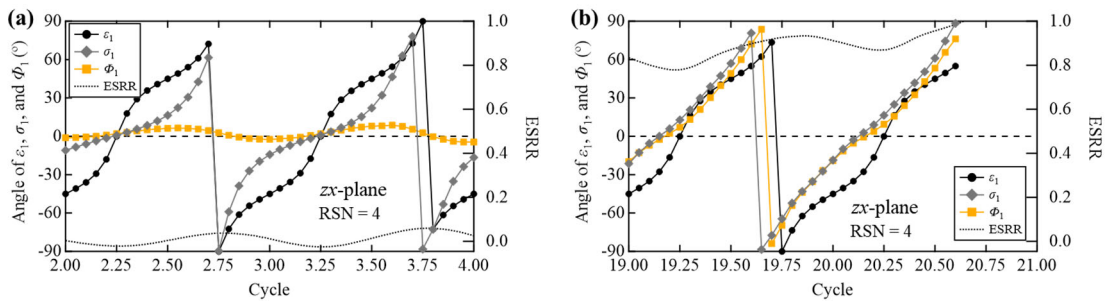 (a)
90
60
30
0
-30
-60
-90
Angle of ε₁, σ₁, and Φ₁ (°)
ε₁
σ₁
Φ₁
ESRR
zx-plane
RSN = 4
1.0
0.8
0.6
0.4
0.2
0.0
ESRR
2.00 2.25 2.50 2.75 3.00 3.25 3.50 3.75 4.00
Cycle
(b)
90
60
30
0
-30
-60
-90
Angle of ε₁, σ₁, and Φ₁ (°)
zx-plane
RSN = 4
ε₁
σ₁
Φ₁
ESRR
1.0
0.8
0.6
0.4
0.2
0.0
ESRR
19.00 19.25 19.50 19.75 20.00 20.25 20.50 20.75 21.00
Cycle